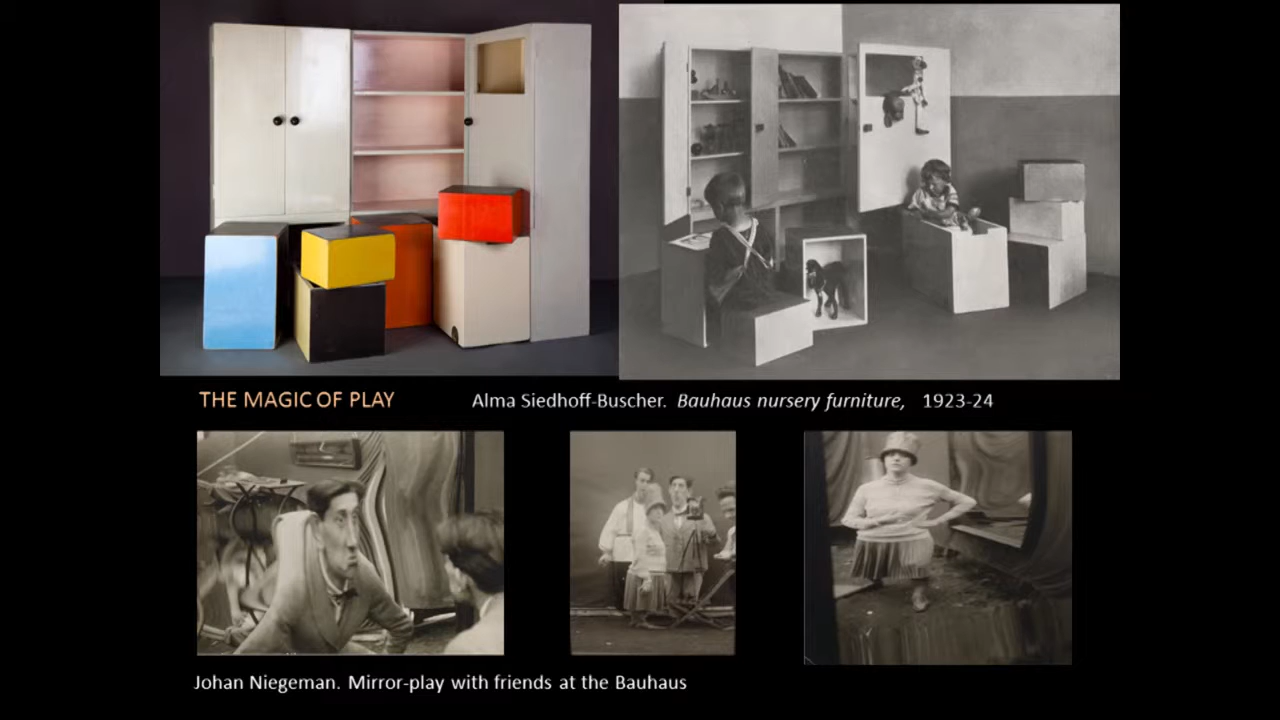 THE MAGIC OF PLAY
Alma Siedhoff-Buscher. Bauhaus nursery furniture, 1923-24
Johan Niegeman. Mirror-play with friends at the Bauhaus